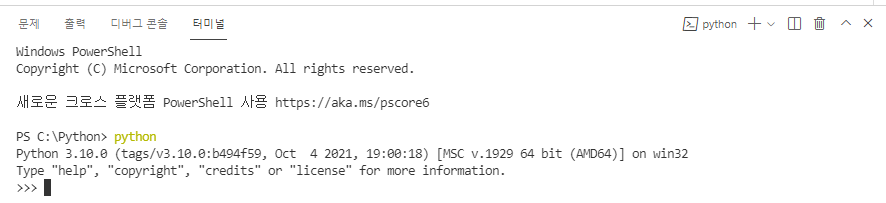 문제 출력 디버그 콘솔 터미널 python
Windows PowerShell
Copyright (C) Microsoft Corporation. All rights reserved.
새로운 크로스 플랫폼 PowerShell 사용 https://aka.ms/pscore6
PS C:\Python> python
Python 3.10.0 (tags/v3.10.0:b494f59, Oct  4 2021, 19:00:18) [MSC v.1929 64 bit (AMD64)] on win32
Type "help", "copyright", "credits" or "license" for more information.
>>>